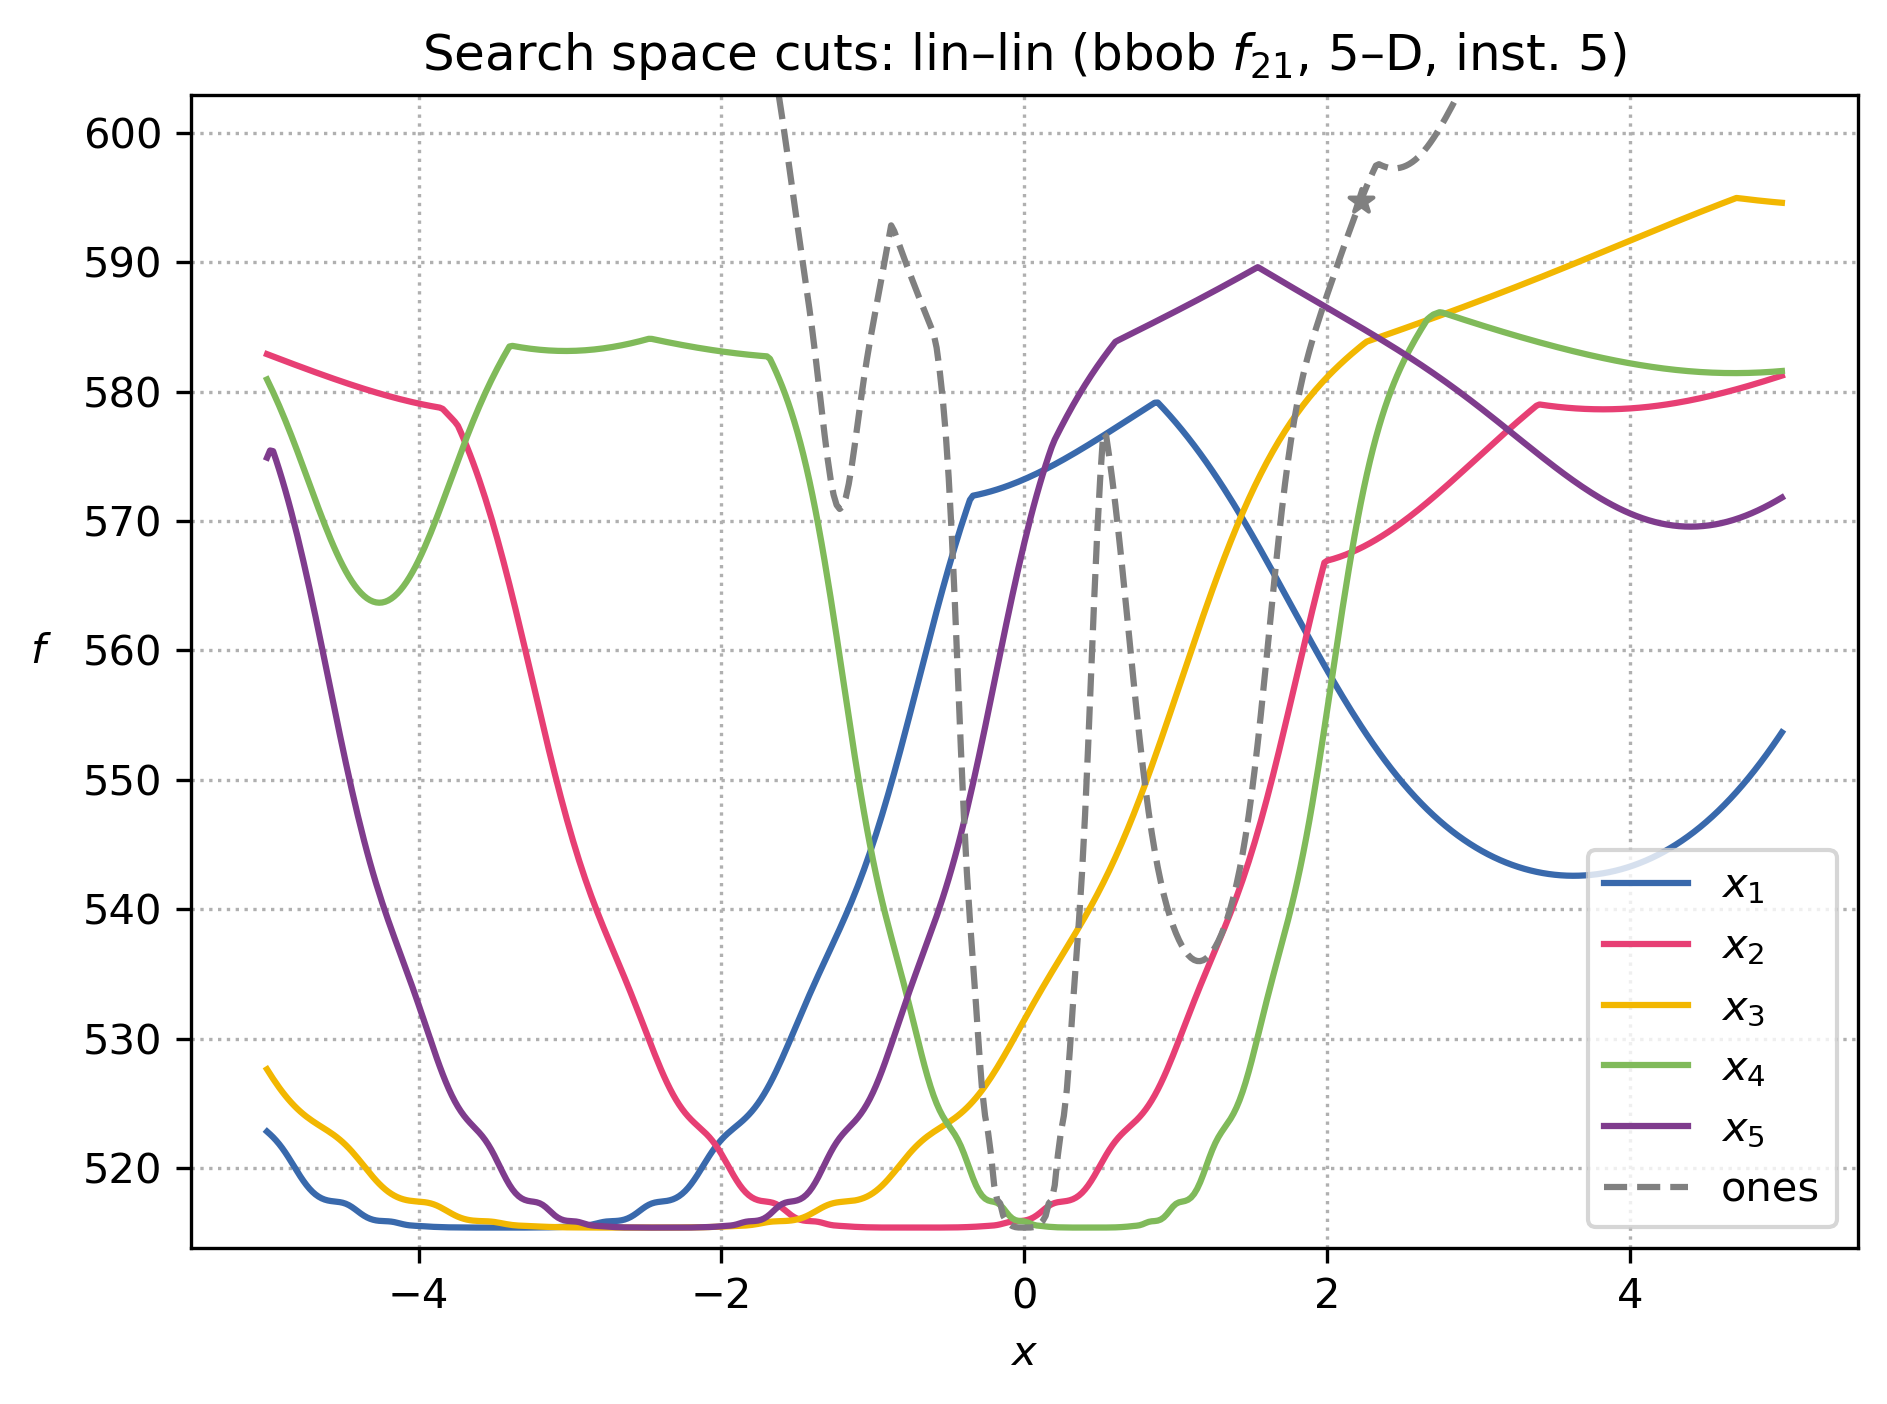 Search space cuts: lin–lin (bbob f21, 5–D, inst. 5)
600
590
580
570
560
550
540
530
520
f
−4
−2
0
2
4
x
x1
x2
x3
x4
x5
ones